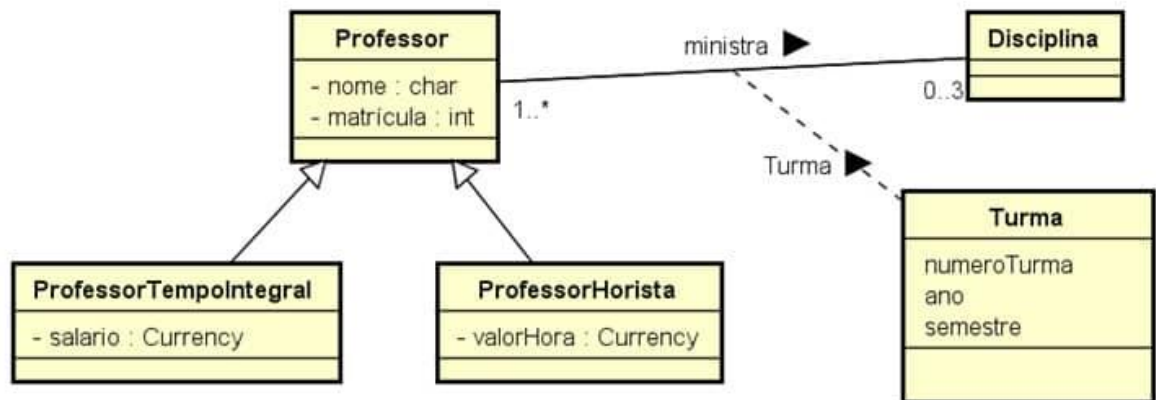 Professor
- nome : char
- matrícula : int
ministra
1..*
0..3
Disciplina
Turma
Turma
numeroTurma
ano
semestre
ProfessorTempoIntegral
- salario : Currency
ProfessorHorista
- valorHora : Currency